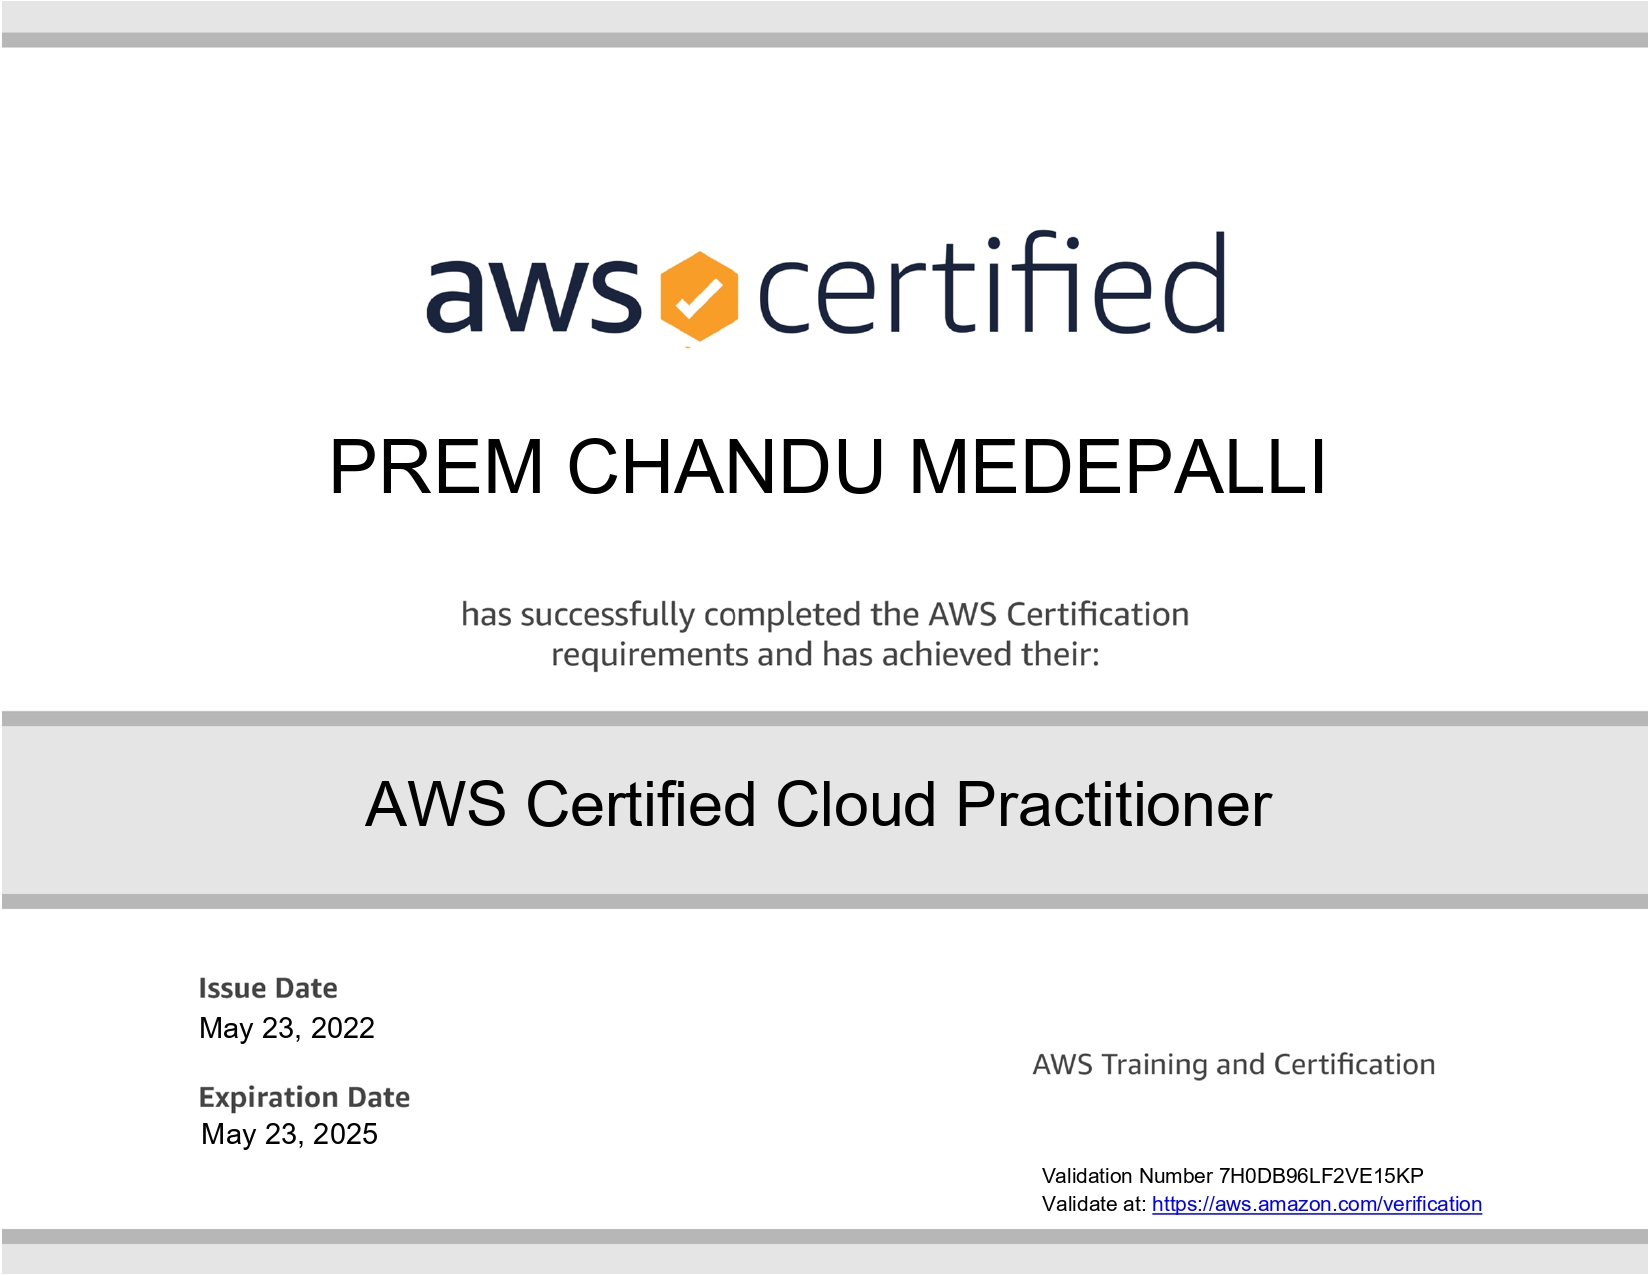 aws certified
PREM CHANDU MEDEPALLI
has successfully completed the AWS Certification
requirements and has achieved their:
AWS Certified Cloud Practitioner
Issue Date
May 23, 2022
Expiration Date
May 23, 2025
AWS Training and Certification
Validation Number 7H0DB96LF2VE15KP
Validate at: https://aws.amazon.com/verification